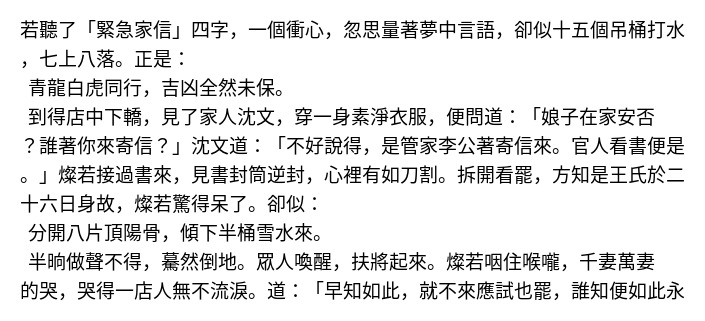 若聽了「緊急家信」四字，一個衝心，忽思量著夢中言語，卻似十五個吊桶打水
，七上八落。正是：
青龍白虎同行，吉凶全然未保。
到得店中下轎，見了家人沈文，穿一身素淨衣服，便問道：「娘子在家安否
？誰著你來寄信？」沈文道：「不好說得，是管家李公著寄信來。官人看書便是
。」燦若接過書來，見書封筒逆封，心裡有如刀割。拆開看罷，方知是王氏於二
十六日身故，燦若驚得呆了。卻似：
分開八片頂陽骨，傾下半桶雪水來。
半晌做聲不得，驀然倒地。眾人喚醒，扶將起來。燦若咽住喉嚨，千妻萬妻
的哭，哭得一店人無不流淚。道：「早知如此，就不來應試也罷，誰知便如此永